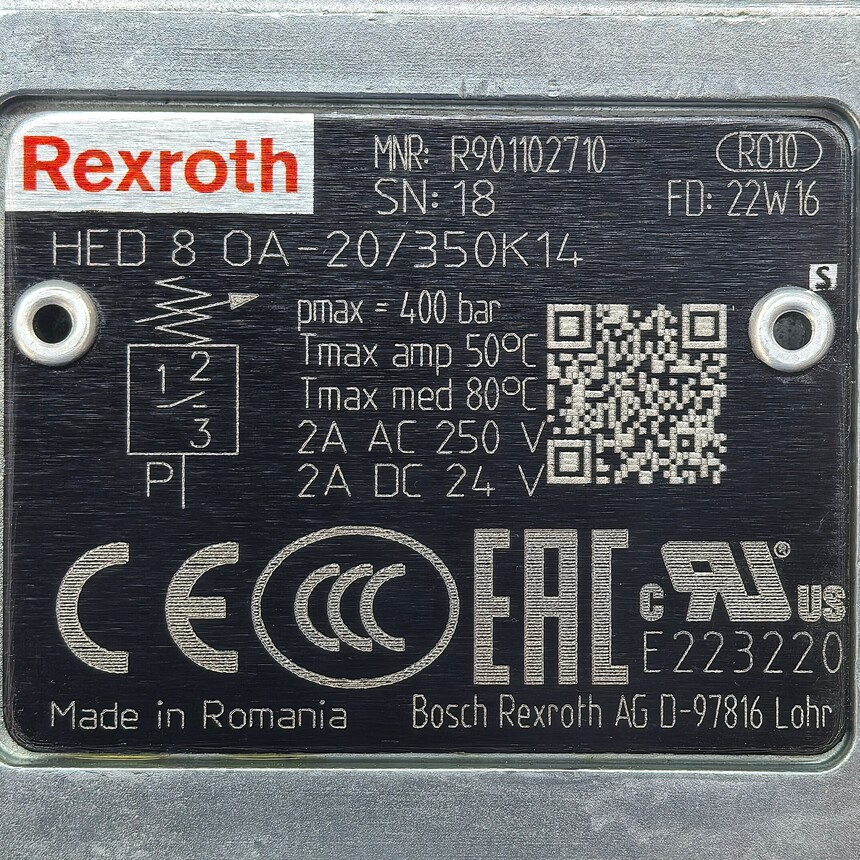 Rexroth
MNR: R901102710
RO10
SN: 18
FD: 22W16
HED 8 OA-20/350K14
S
pmax = 400 bar
Tmax amp 50°C
Tmax med 80°C
2A AC 250 V
2A DC 24 V
1 2
3
P
CE
CCC
EAC
c RU ® US
E223220
Made in Romania
Bosch Rexroth AG D-97816 Lohr